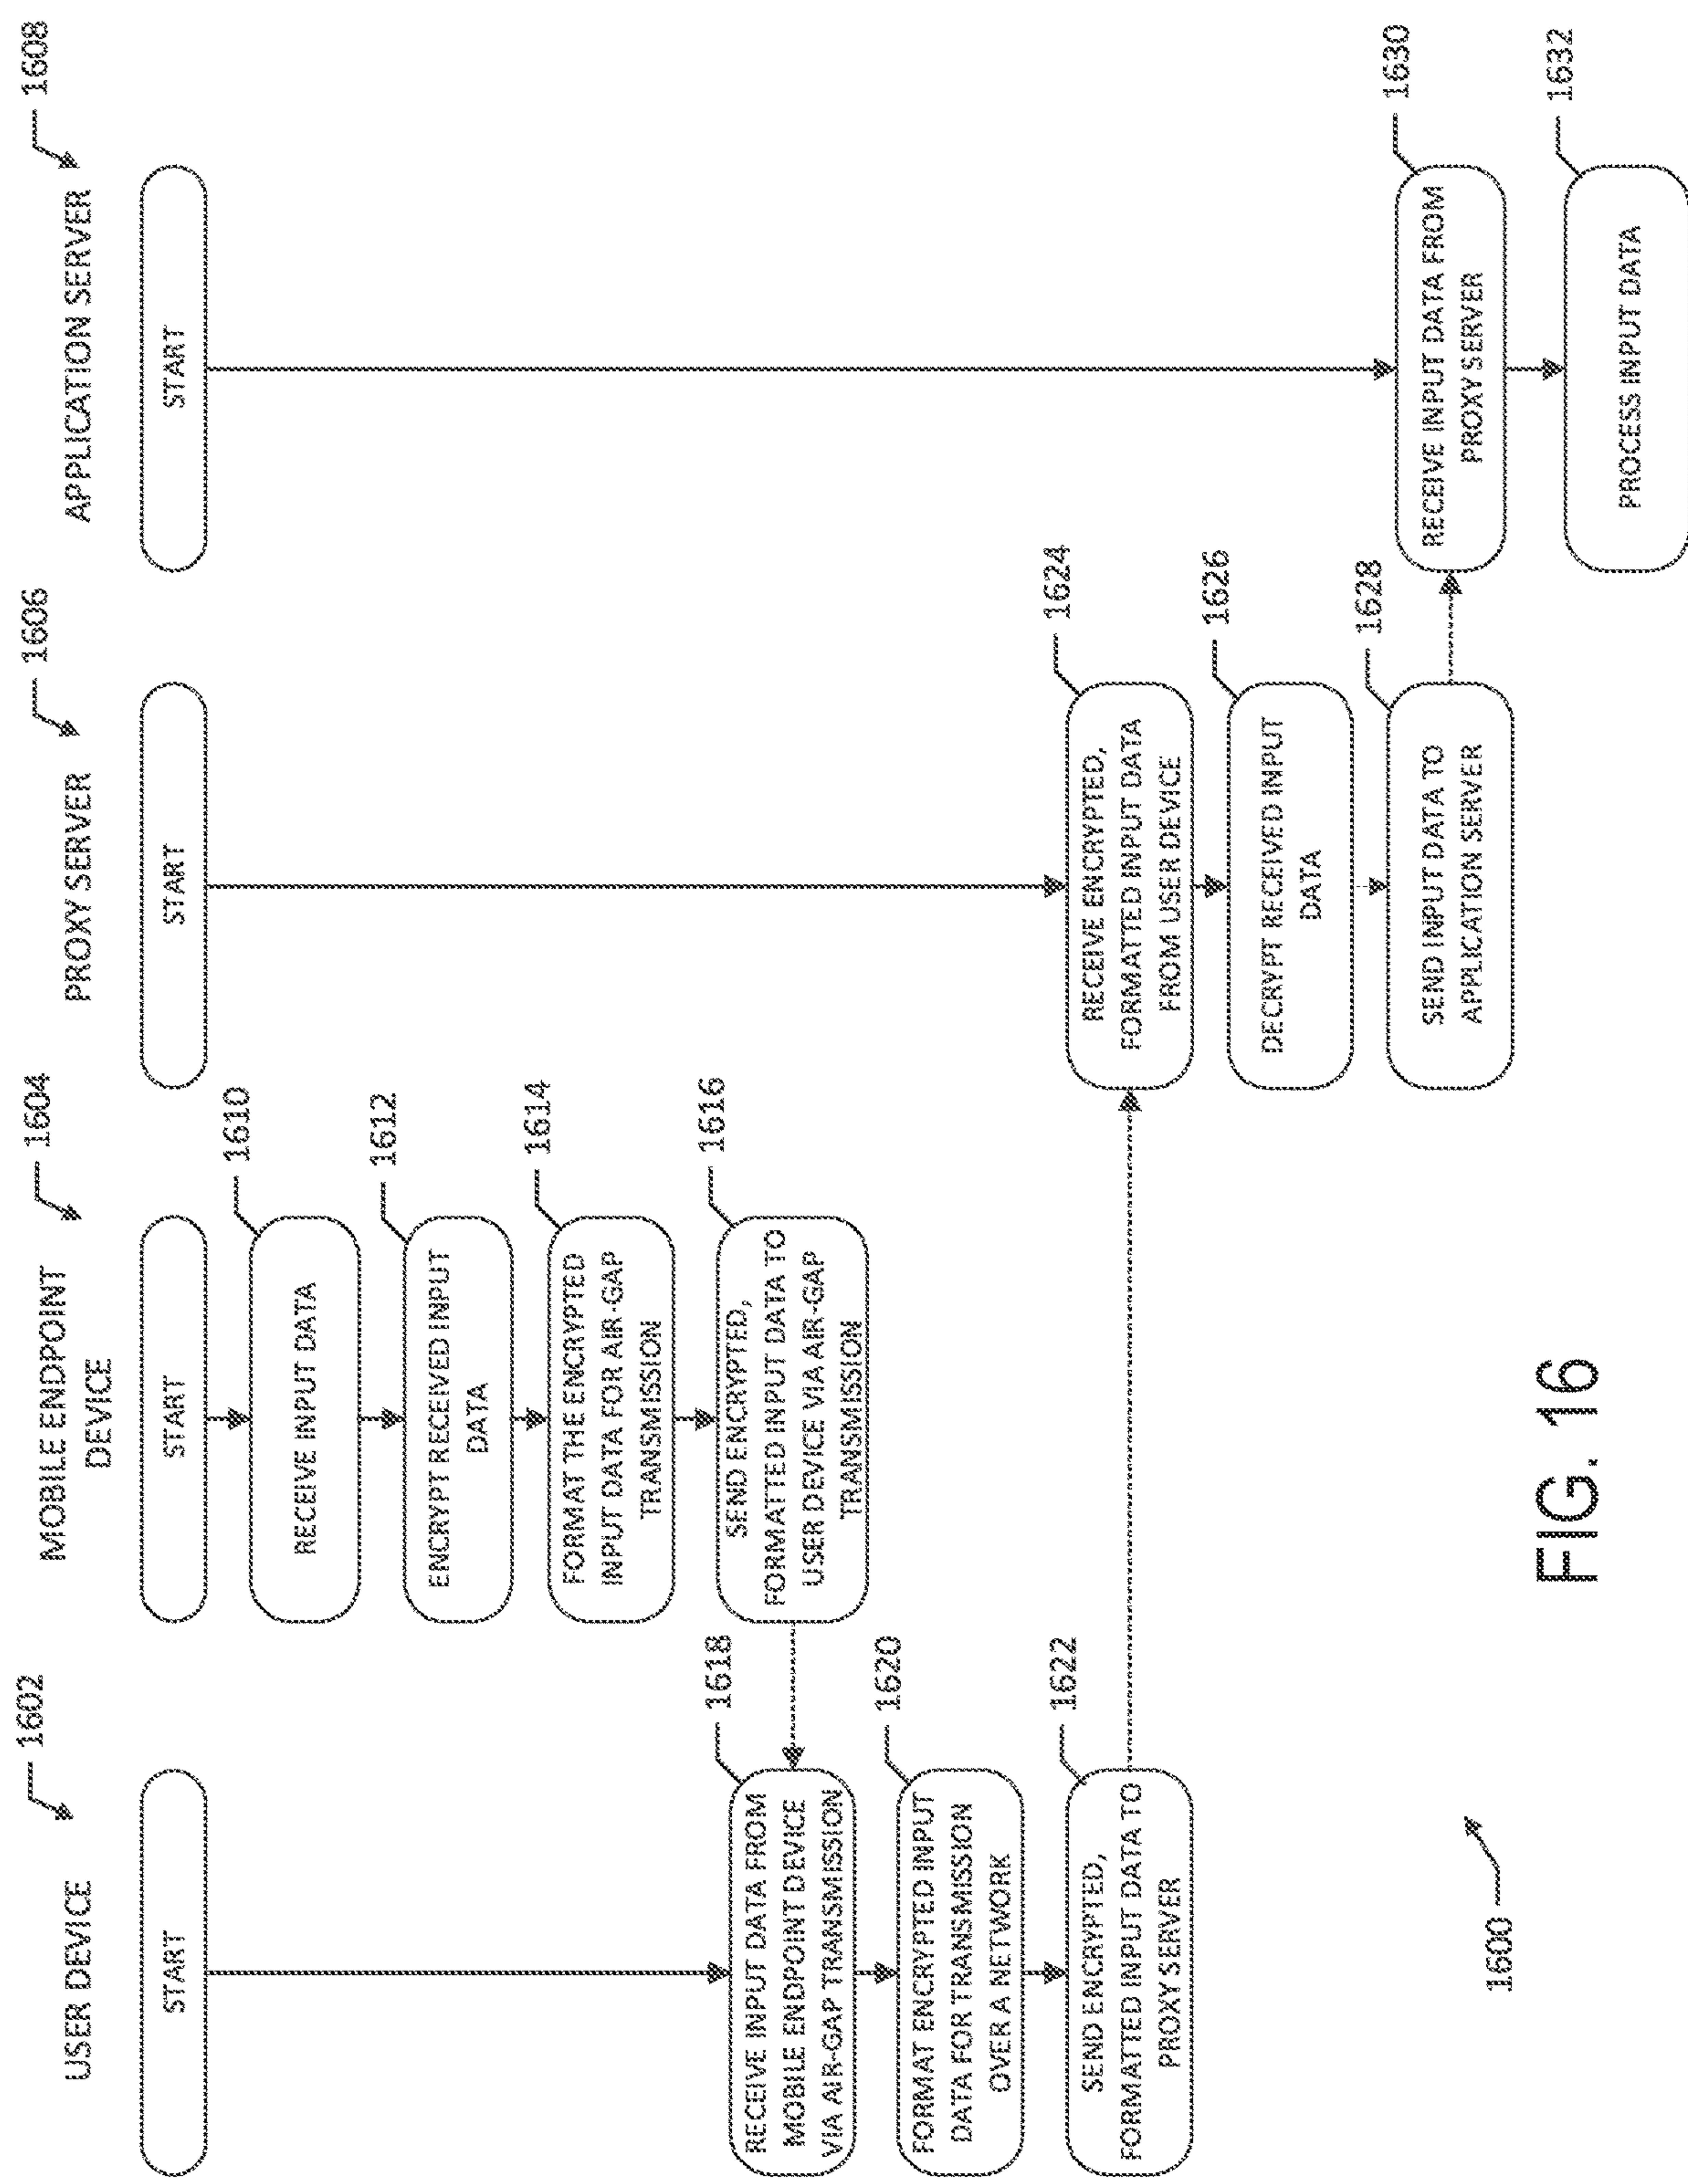 1602
USER DEVICE
START
1618
RECEIVE INPUT DATA FROM
MOBILE ENDPOINT DEVICE
VIA AIR-GAP TRANSMISSION
1620
FORMAT ENCRYPTED INPUT
DATA FOR TRANSMISSION
OVER A NETWORK
1622
SEND ENCRYPTED,
FORMATTED INPUT DATA TO
PROXY SERVER
1604
MOBILE ENDPOINT
DEVICE
START
1610
RECEIVE INPUT DATA
1612
ENCRYPT RECEIVED INPUT
DATA
1614
FORMAT THE ENCRYPTED
INPUT DATA FOR AIR-GAP
TRANSMISSION
1616
SEND ENCRYPTED,
FORMATTED INPUT DATA TO
USER DEVICE VIA AIR-GAP
TRANSMISSION
1606
PROXY SERVER
START
1624
RECEIVE ENCRYPTED,
FORMATTED INPUT DATA
FROM USER DEVICE
1626
DECRYPT RECEIVED INPUT
DATA
1628
SEND INPUT DATA TO
APPLICATION SERVER
1608
APPLICATION SERVER
START
1630
RECEIVE INPUT DATA FROM
PROXY SERVER
1632
PROCESS INPUT DATA
1600
FIG. 16